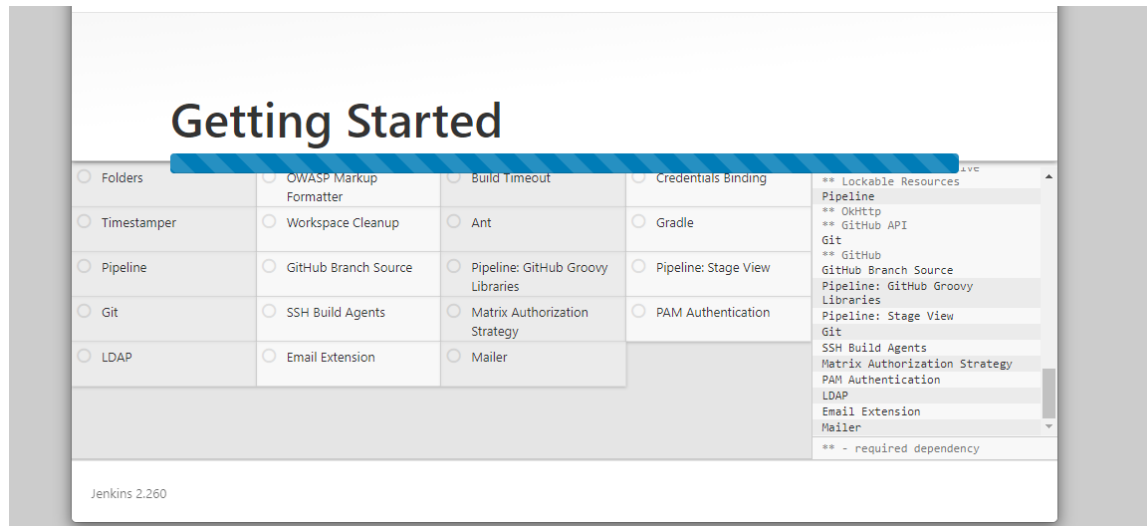 Getting Started
Folders
OWASP Markup
Formatter
Build Timeout
Credentials Binding
Timestamper
Workspace Cleanup
Ant
Gradle
Pipeline
GitHub Branch Source
Pipeline: GitHub Groovy
Libraries
Pipeline: Stage View
Git
SSH Build Agents
Matrix Authorization
Strategy
PAM Authentication
LDAP
Email Extension
Mailer
** Lockable Resources
Pipeline
** OkHttp
** GitHub API
Git
** GitHub
GitHub Branch Source
Pipeline: GitHub Groovy
Libraries
Pipeline: Stage View
Git
SSH Build Agents
Matrix Authorization Strategy
PAM Authentication
LDAP
Email Extension
Mailer
** - required dependency
Jenkins 2.260